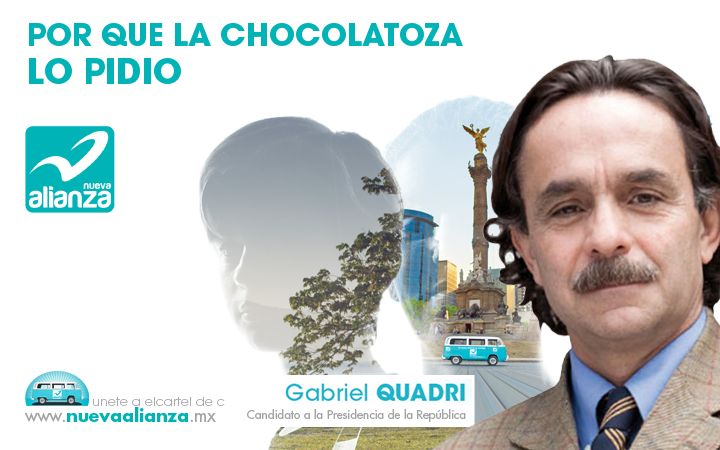 POR QUE LA CHOCOLATOZA
LO PIDIO
nueva
alianza
unete a elcartel de c
www.nuevaalianza.mx
Gabriel QUADRI
Candidato a la Presidencia de la República